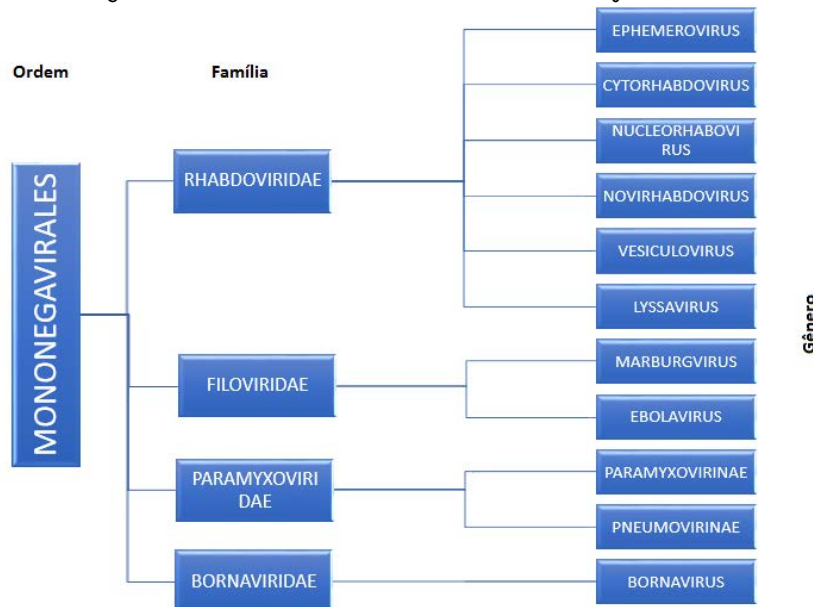 EPHEMEROVIRUS
Ordem
Família
CYTORHABDOVIRUS
NUCLEORHABOVI
RUS
MONONEGAVIRALES
RHABDOVIRIDAE
NOVIRHABDOVIRUS
VESICULOVIRUS
LYSSAVIRUS
Gênero
FILOVIRIDAE
MARBURGVIRUS
EBOLAVIRUS
PARAMYXOVIRI
DAE
PARAMYXOVIRINAE
PNEUMOVIRINAE
BORNAVIRIDAE
BORNAVIRUS